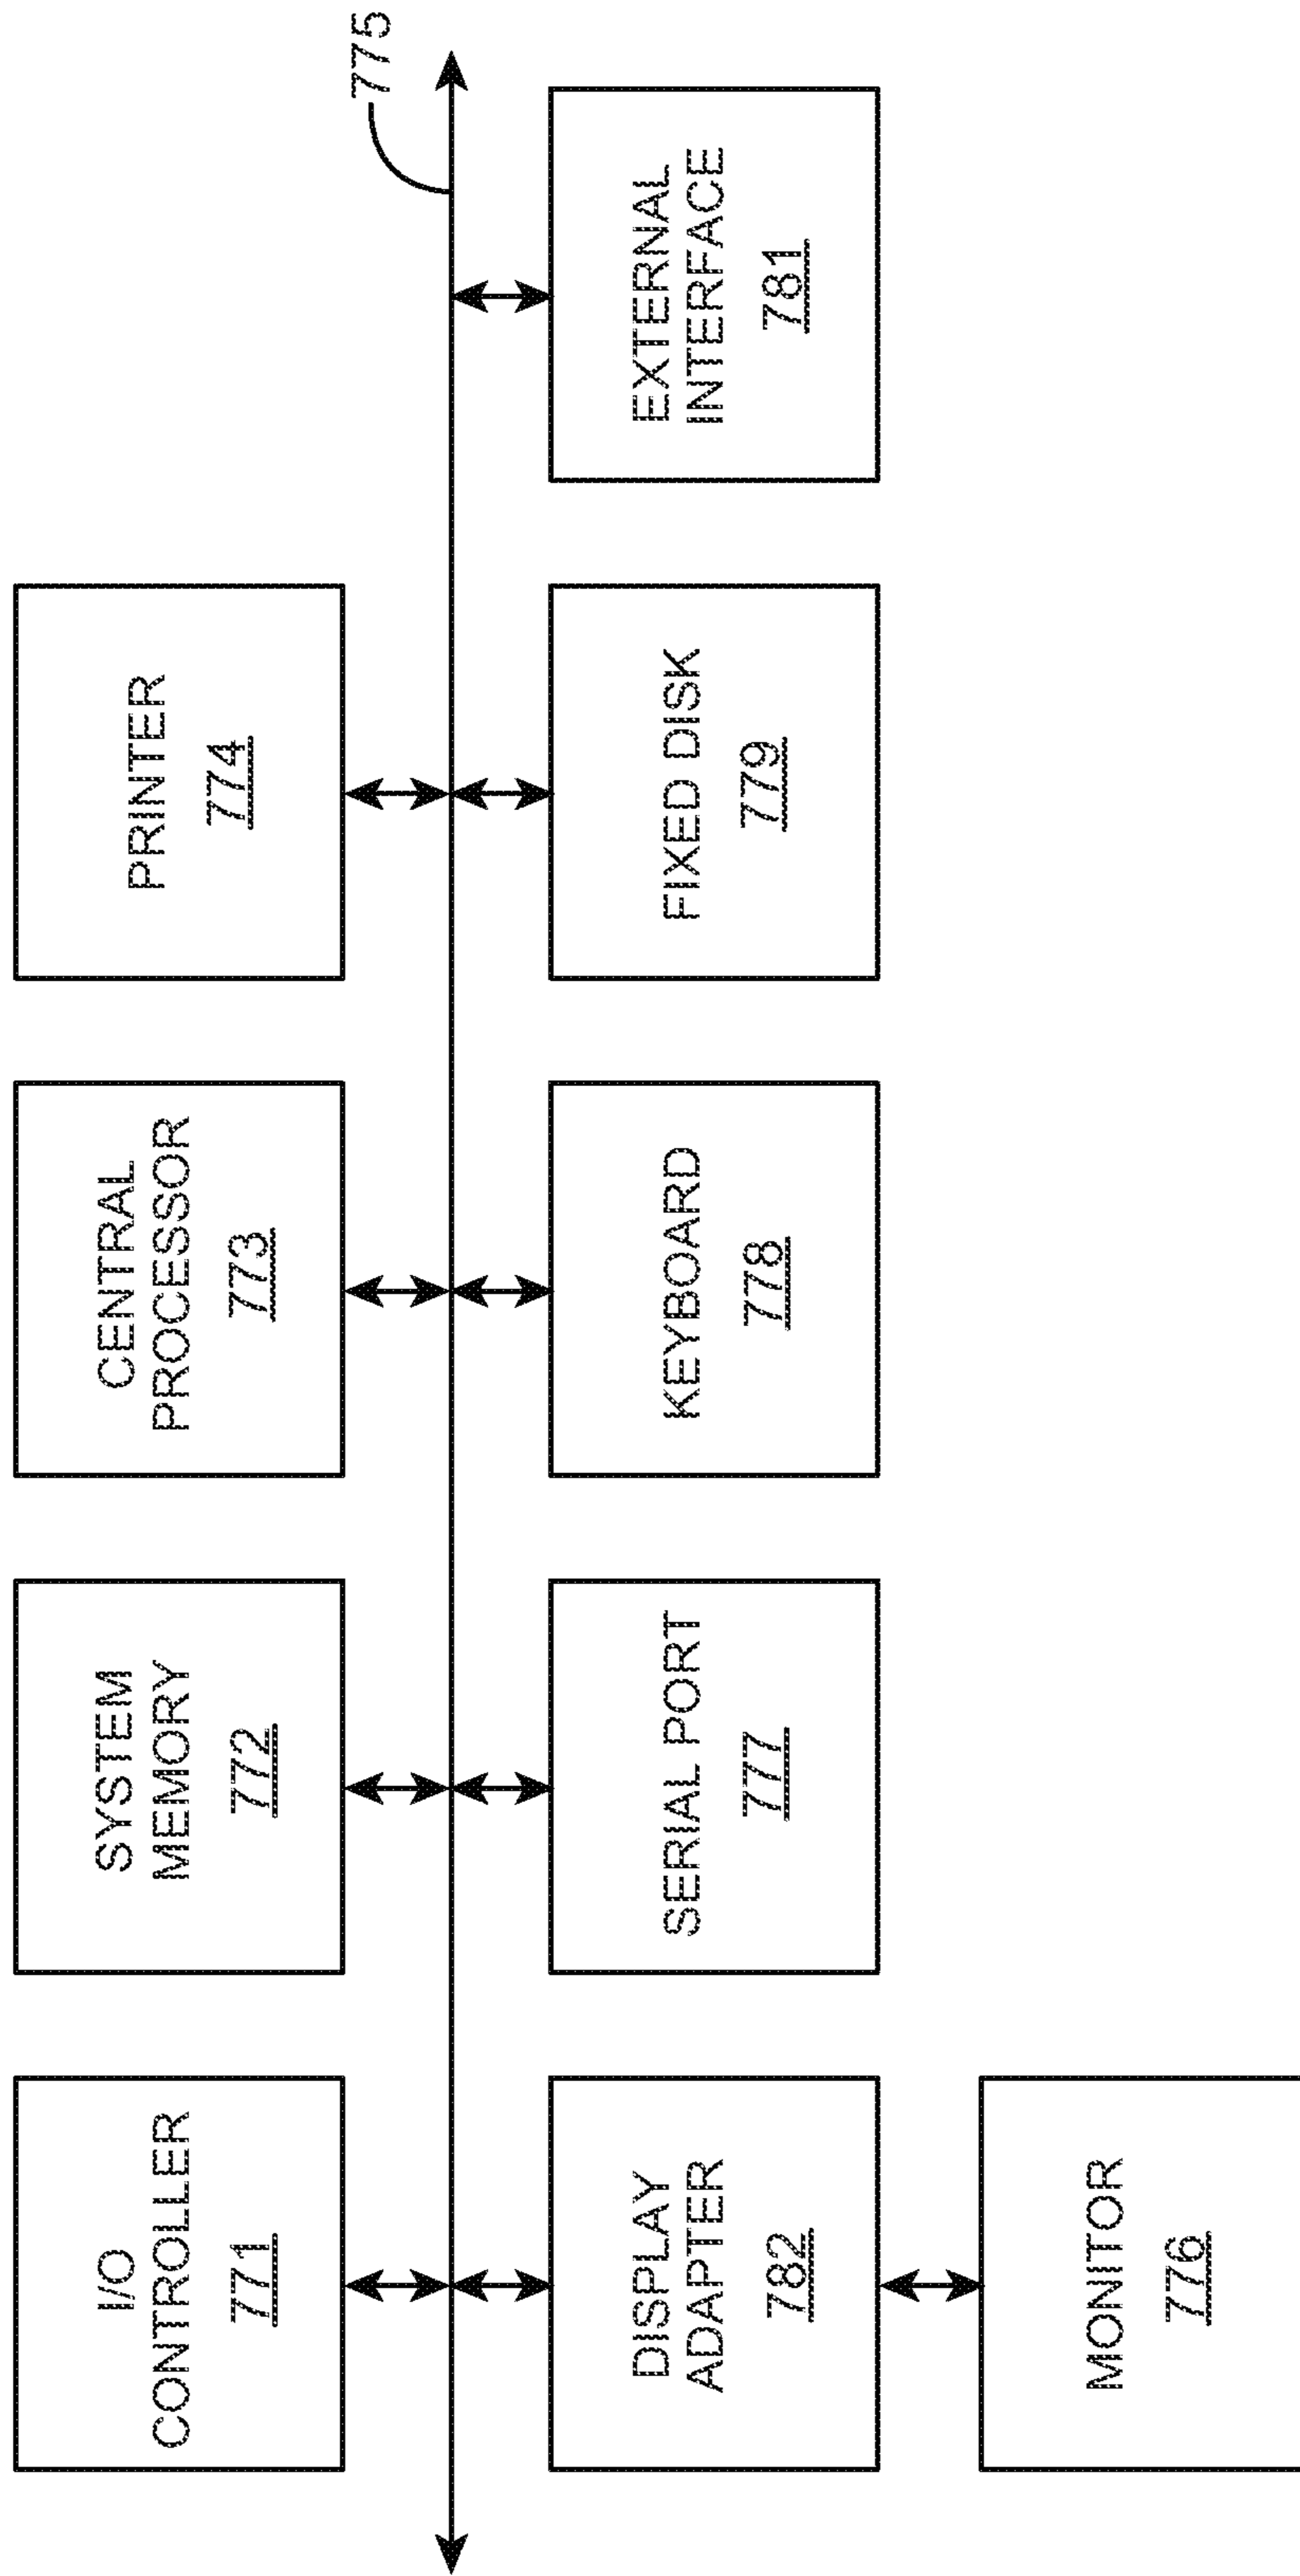 I/O
CONTROLLER
771
SYSTEM
MEMORY
772
CENTRAL
PROCESSOR
773
PRINTER
774
775
DISPLAY
ADAPTER
782
SERIAL PORT
777
KEYBOARD
778
FIXED DISK
779
EXTERNAL
INTERFACE
781
MONITOR
776